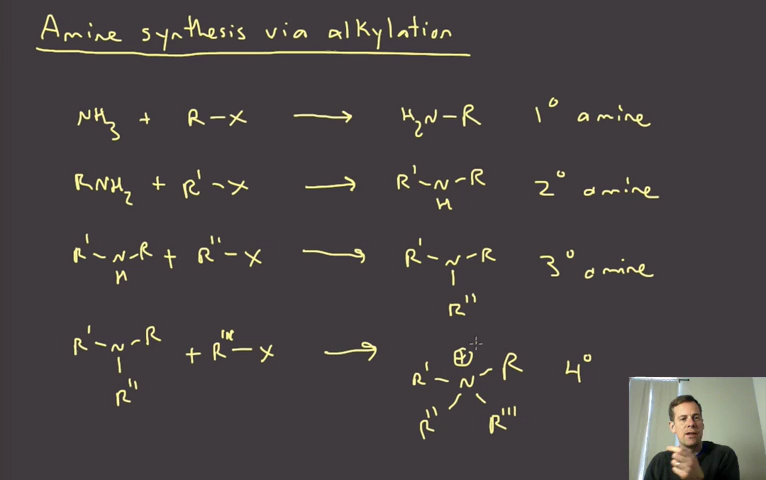 Amine synthesis via alkylation
NH₃ + R–X ⟶ H₂N–R 1° amine
RNH₂ + R'–X ⟶ R'–N–R 2° amine
H
R'–N–R + R''–X ⟶ R'–N–R 3° amine
H R''
R'–N–R + R'''–X ⟶ R'–N–R 4°
⊕
R'' R'' R'''